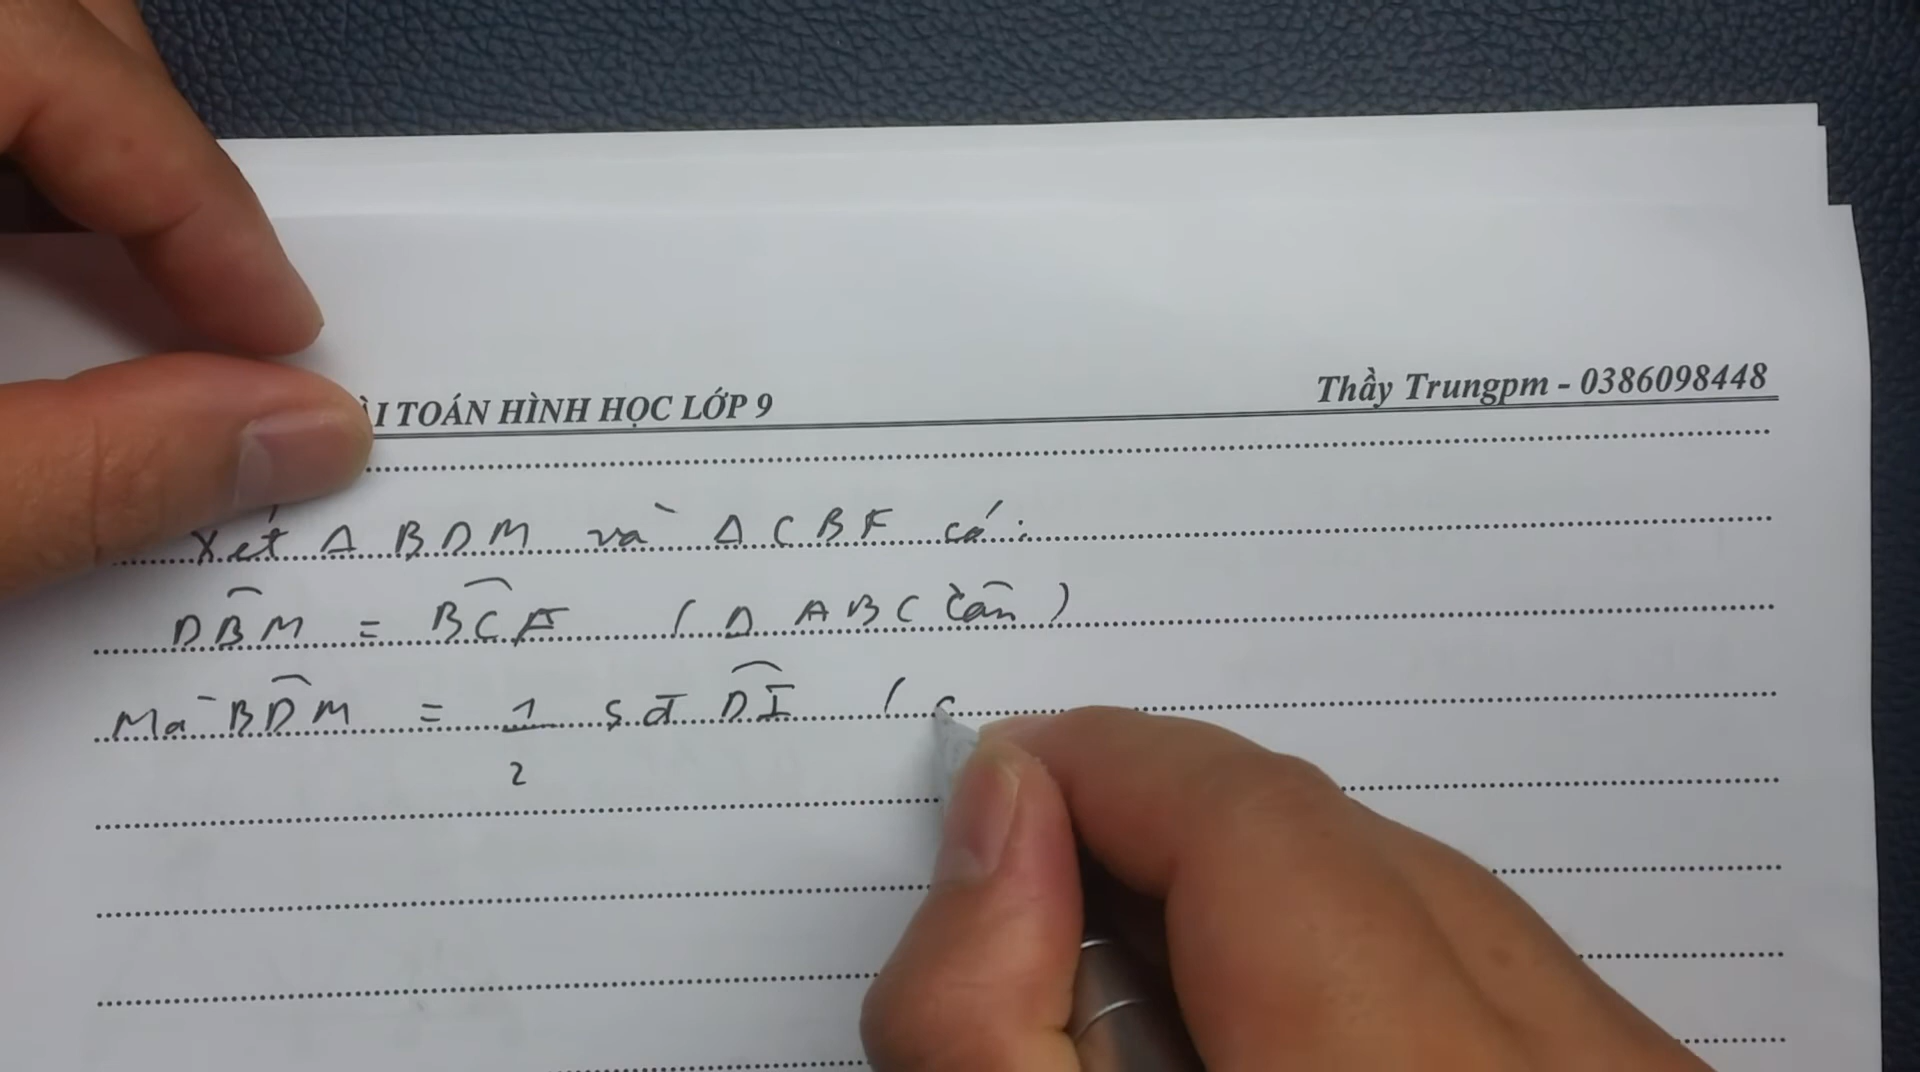 ÀI TOÁN HÌNH HỌC LỚP 9
Thầy Trungpm - 0386098448
Xét Δ BDM và Δ CBF có:
DBM = BCF ( Δ ABC cân )
Mà BDM = 1/2 sđ DI (